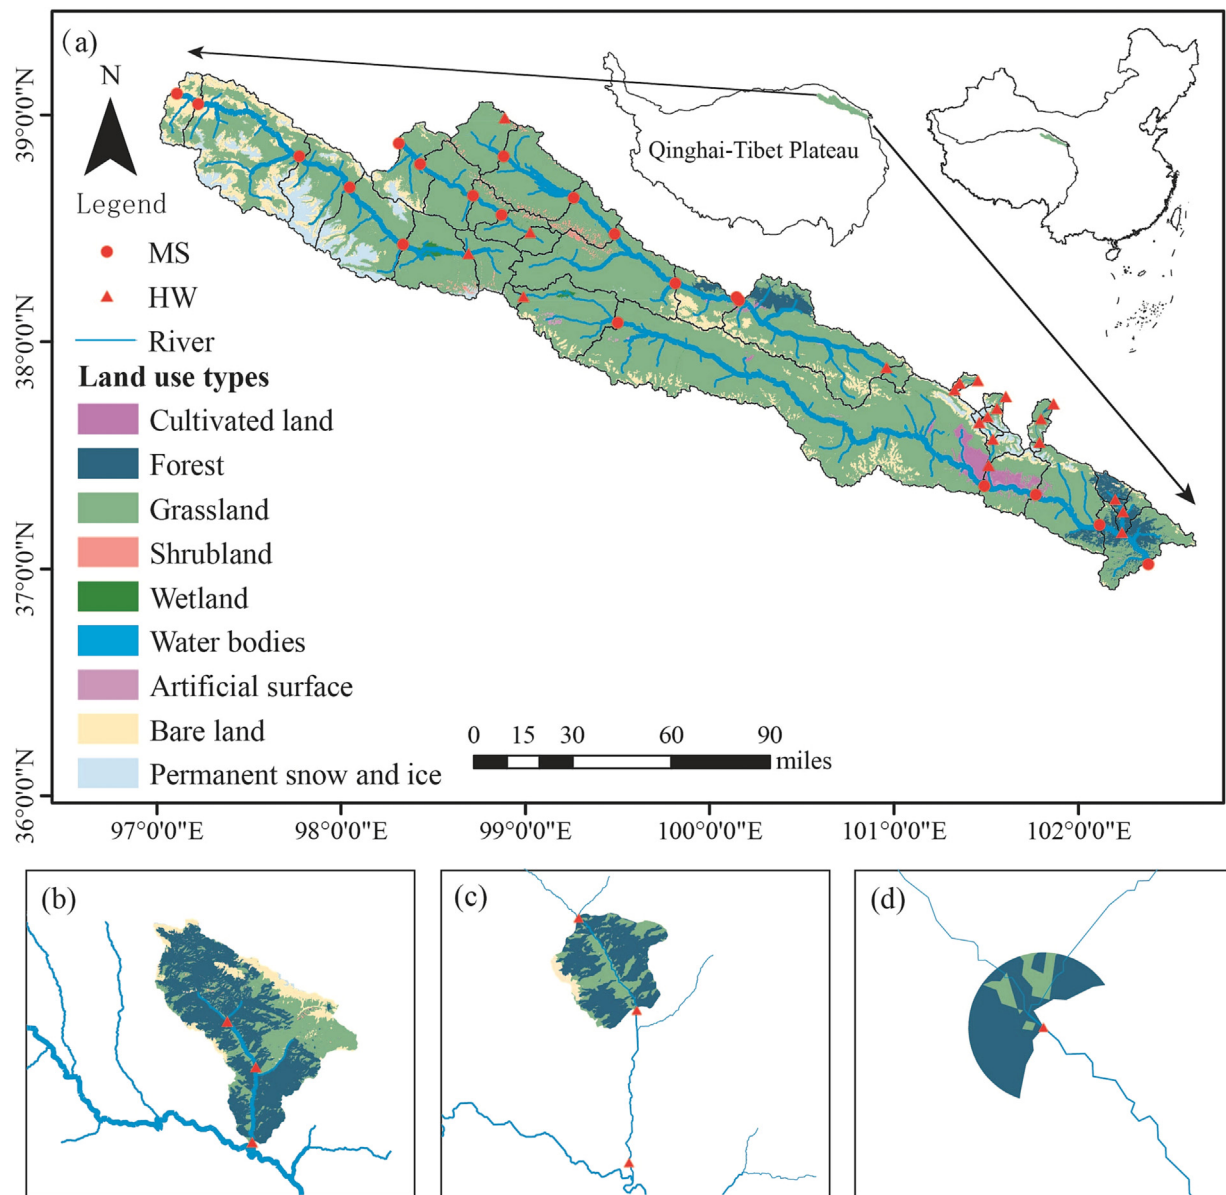 (a)
N
Legend
MS
HW
River
Land use types
Cultivated land
Forest
Grassland
Shrubland
Wetland
Water bodies
Artificial surface
Bare land
Permanent snow and ice
Qinghai-Tibet Plateau
0 15 30 60 90
miles
39°0'0"N
38°0'0"N
37°0'0"N
36°0'0"N
97°0'0"E 98°0'0"E 99°0'0"E 100°0'0"E 101°0'0"E 102°0'0"E
(b)
(c)
(d)